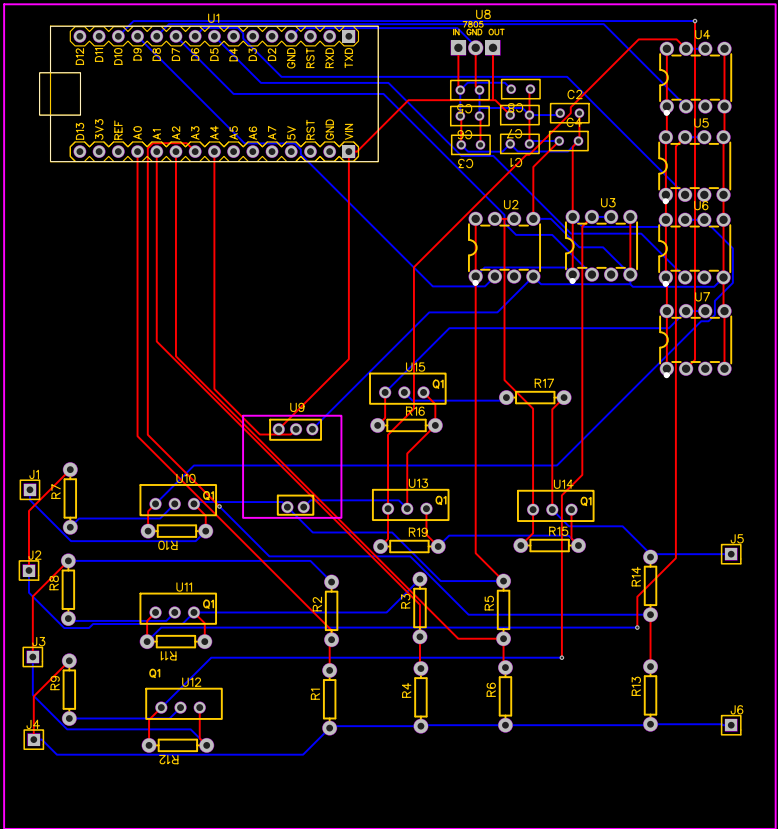 U1
U8
7805
IN GND OUT
U4
D12 D11 D10 D9 D8 D7 D6 D5 D4 D3 D2 GND RST RXD TXD
C2
C4
C3
C1
U5
D13 3V3 REF A0 A1 A2 A3 A4 A5 A6 A7 5V RST GND VIN
U2
U3
U6
U7
U15
Q1
R17
R16
U9
J1
R7
U10
Q1
R10
U13
Q1
R19
U14
Q1
R15
J2
R8
U11
Q1
R11
R2
R3
R5
R14
J5
J3
R9
Q1
U12
R12
R1
R4
R6
R13
J6
J4